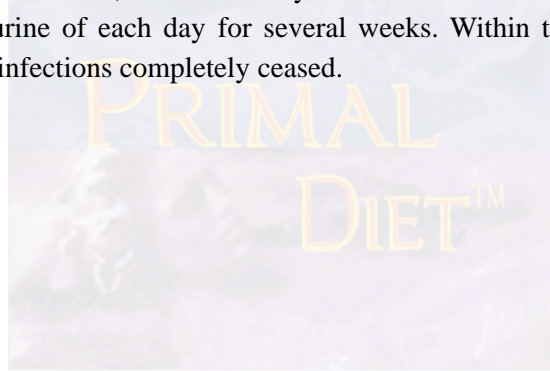 urine of each day for several weeks. Within t
infections completely ceased.
PRIMAL
DIET™